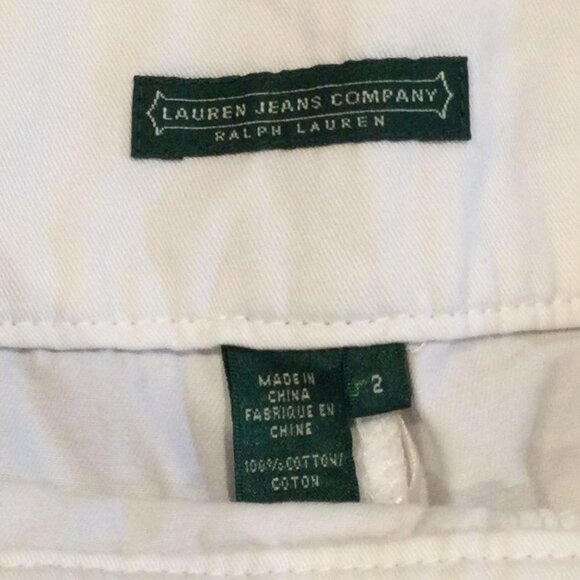 LAUREN JEANS COMPANY
RALPH LAUREN
MADE IN
CHINA
FABRIQUE EN
CHINE
100% COTTON/
COTON
2